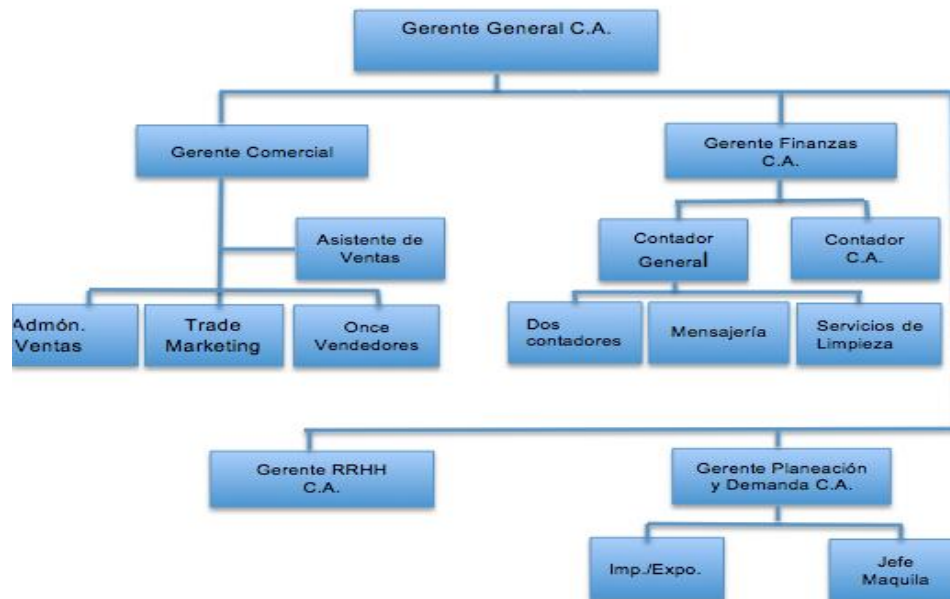 Gerente General C.A.
Gerente Comercial
Gerente Finanzas
C.A.
Asistente de
Ventas
Contador
General
Contador
C.A.
Admón.
Ventas
Trade
Marketing
Once
Vendedores
Dos
contadores
Mensajería
Servicios de
Limpieza
Gerente RRHH
C.A.
Gerente Planeación
y Demanda C.A.
Imp./Expo.
Jefe
Maquila